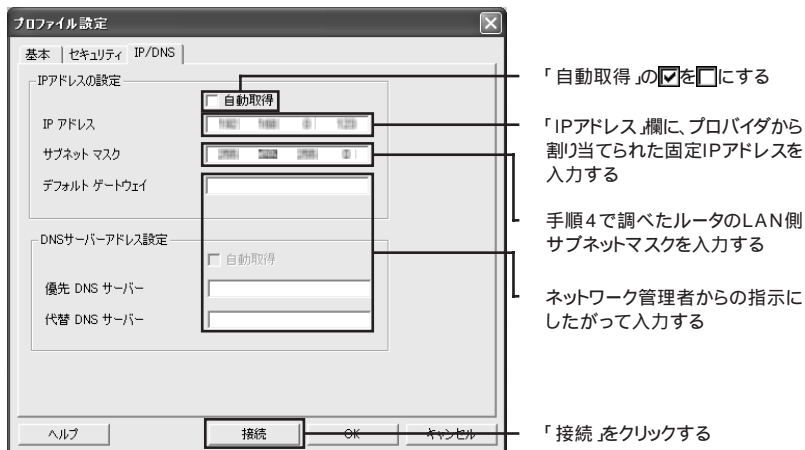 プロファイル設定
基本 セキュリティ IP/DNS
IPアドレスの設定
自動取得
IP アドレス
サブネット マスク
デフォルト ゲートウェイ
DNSサーバーアドレス設定
自動取得
優先 DNS サーバー
代替 DNS サーバー
ヘルプ 接続 OK キャンセル
「自動取得」の☑を☐にする
「IPアドレス」欄に、プロバイダから
割り当てられた固定IPアドレスを
入力する
手順4で調べたルータのLAN側
サブネットマスクを入力する
ネットワーク管理者からの指示に
したがって入力する
「接続」をクリックする